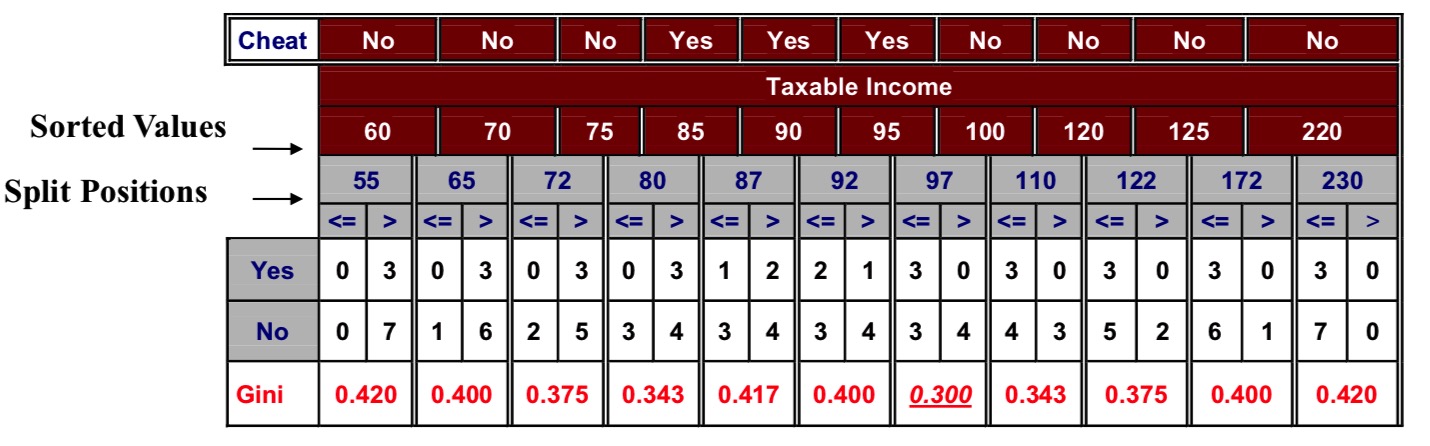 Cheat No No No Yes Yes Yes No No No No
Taxable Income
Sorted Values → 60 70 75 85 90 95 100 120 125 220
Split Positions → 55 65 72 80 87 92 97 110 122 172 230
<= > <= > <= > <= > <= > <= > <= > <= > <= > <= > <= >
Yes 0 3 0 3 0 3 0 3 1 2 2 1 3 0 3 0 3 0 3 0 3 0
No 0 7 1 6 2 5 3 4 3 4 3 4 3 4 4 3 5 2 6 1 7 0
Gini 0.420 0.400 0.375 0.343 0.417 0.400 0.300 0.343 0.375 0.400 0.420